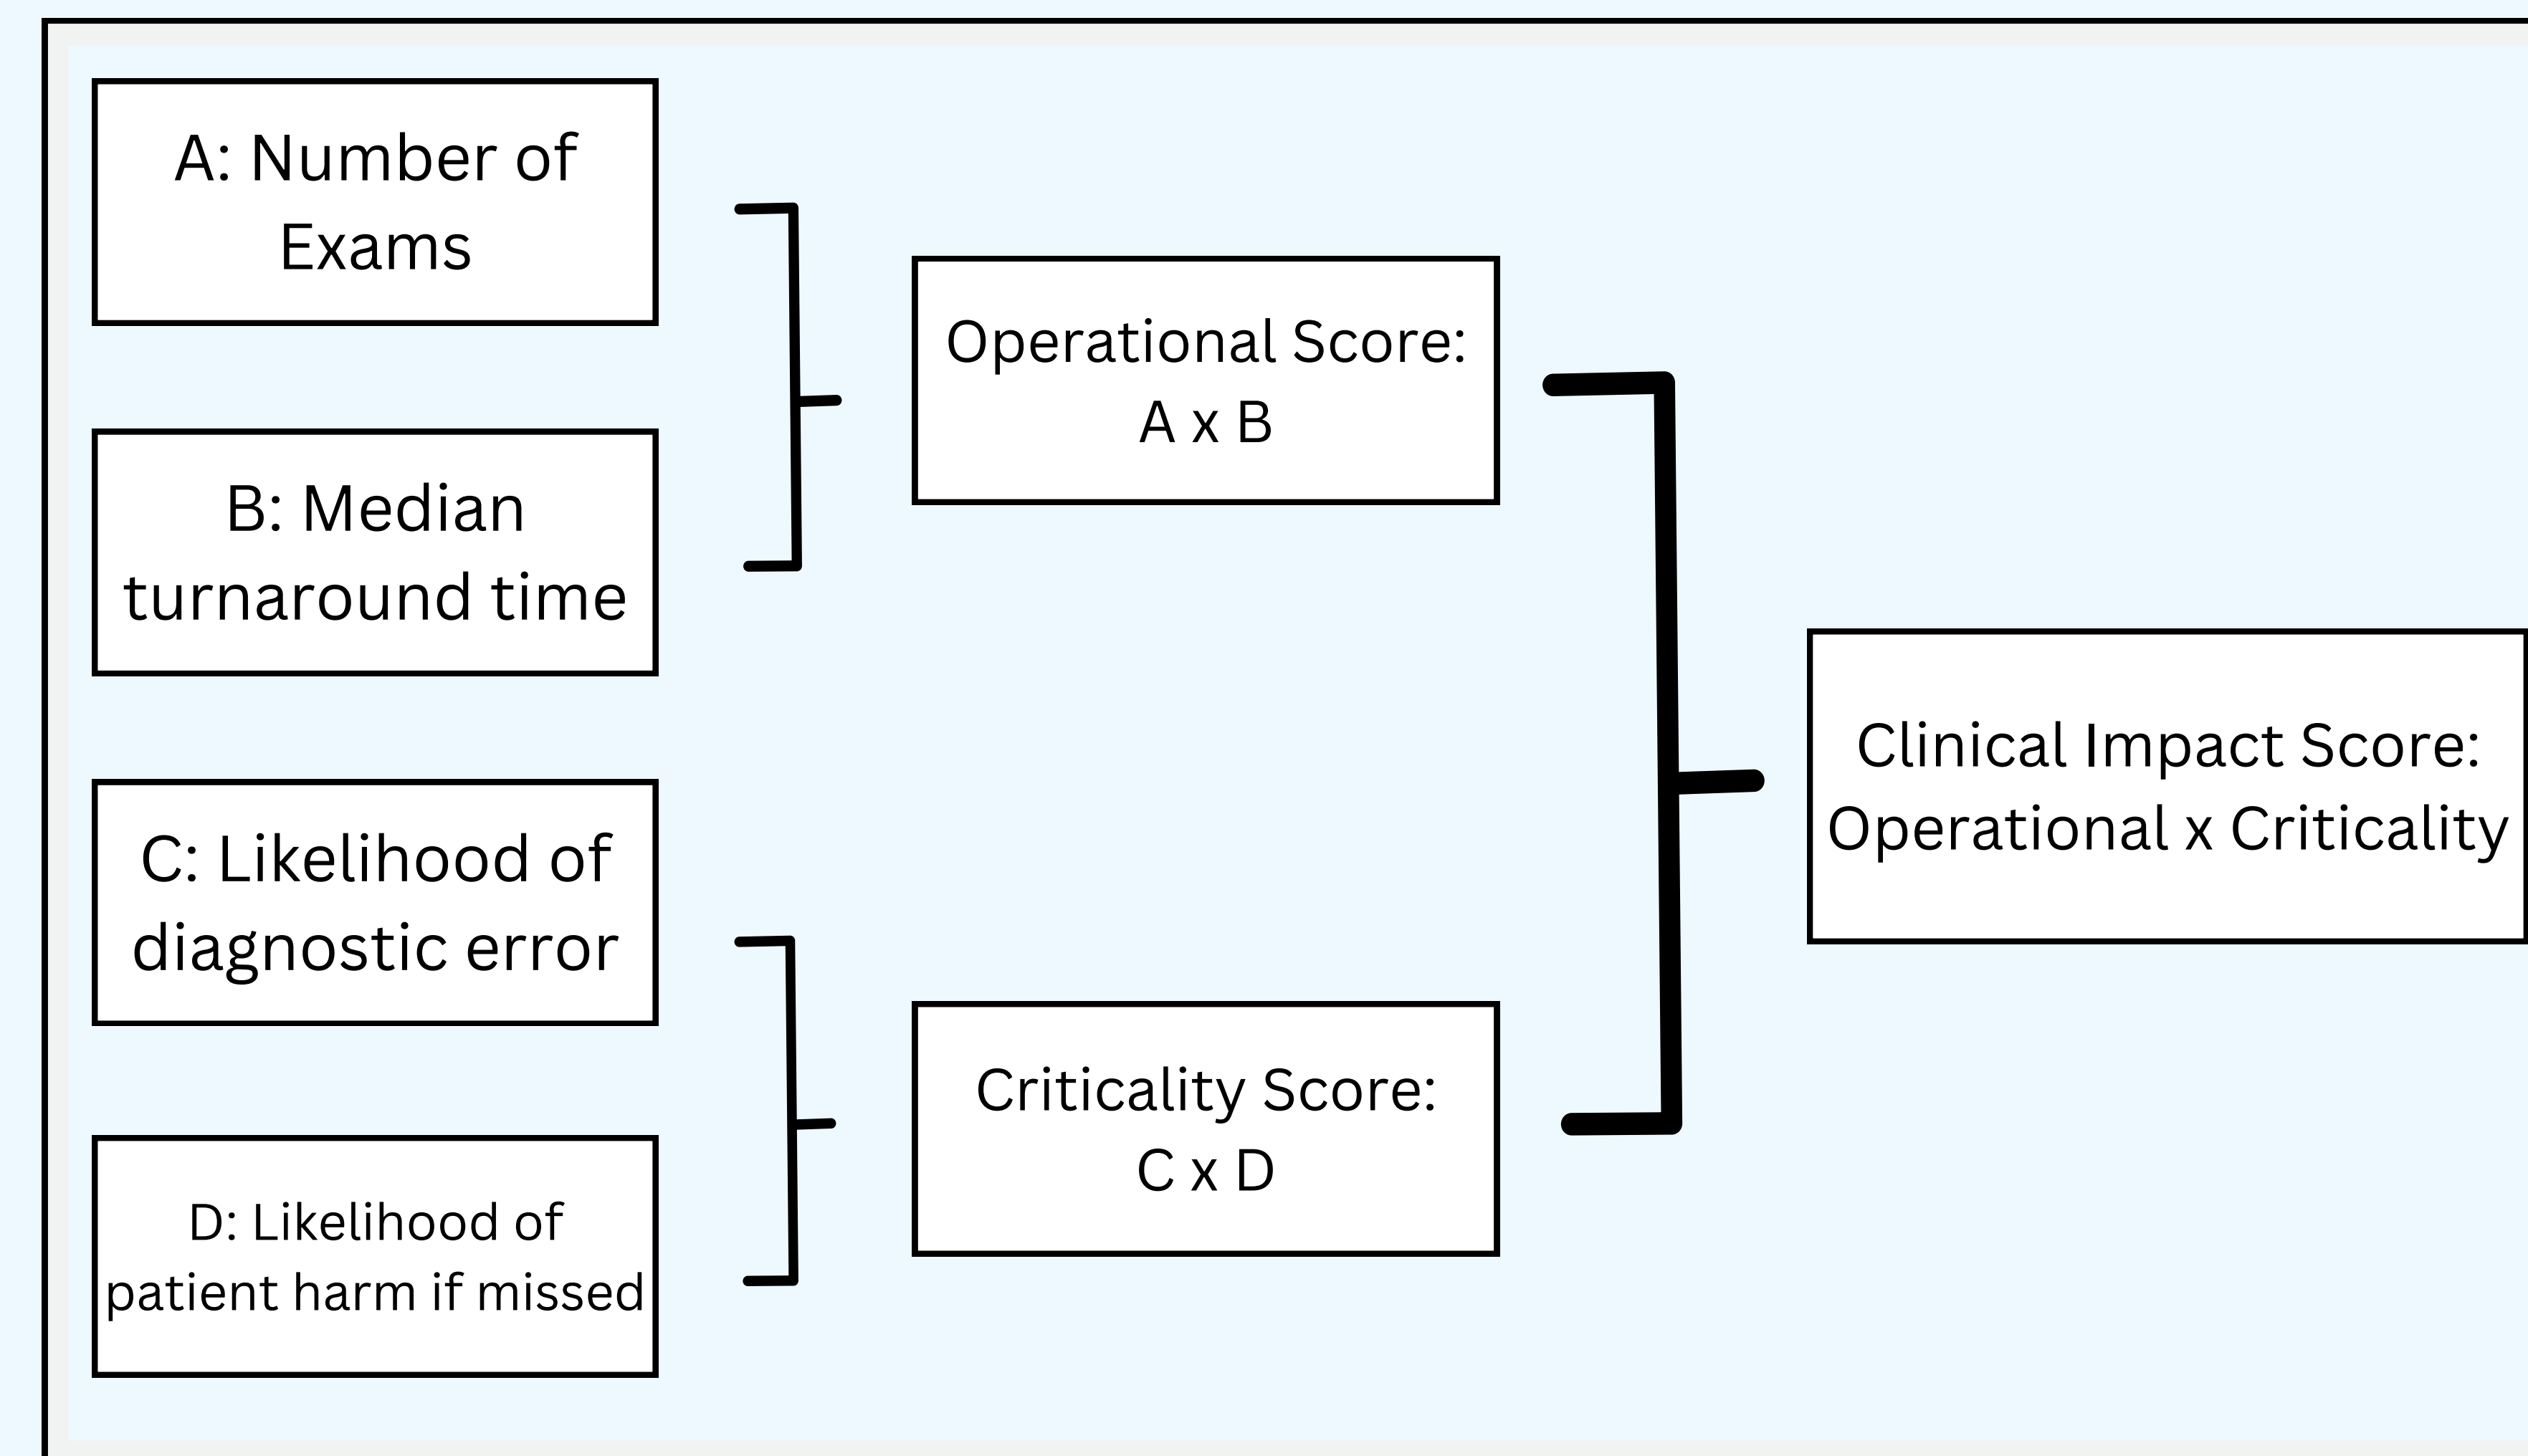 A: Number of
Exams
B: Median
turnaround time
C: Likelihood of
diagnostic error
D: Likelihood of
patient harm if missed
Operational Score:
A x B
Criticality Score:
C x D
Clinical Impact Score:
Operational x Criticality